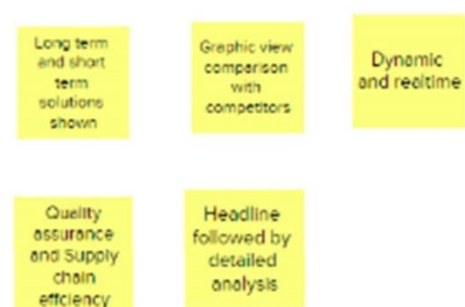 Long term
and short
term
solutions
shown
Graphic view
comparison
with
competitors
Dynamic
and realtime
Quality
assurance
and Supply
chain
effciency
Headline
followed by
detailed
analysis